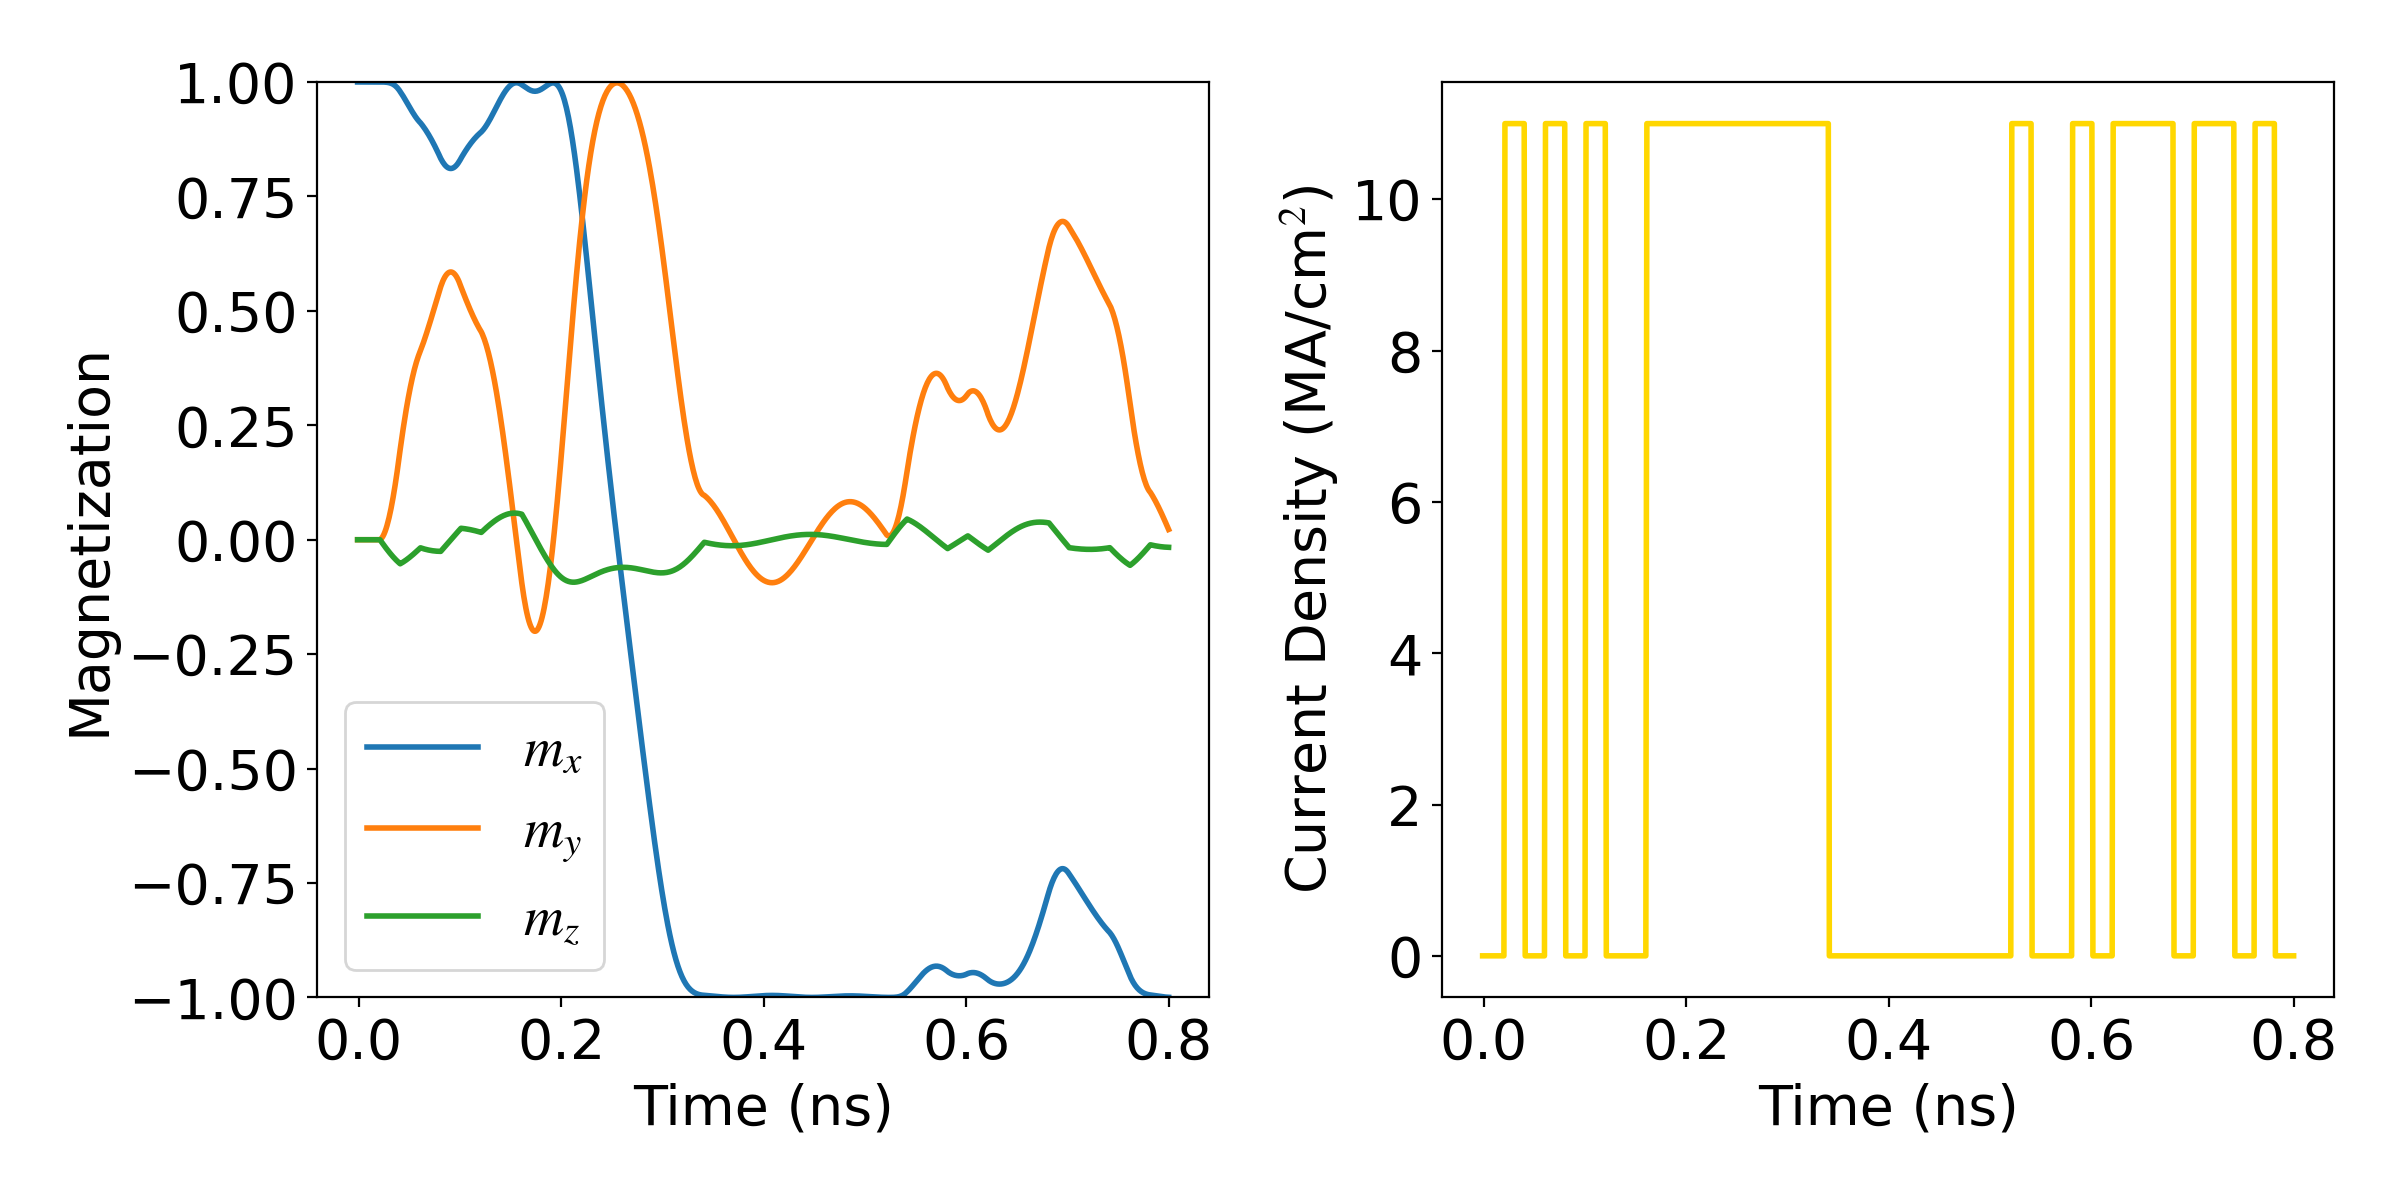 1.00
0.75
0.50
0.25
0.00
−0.25
−0.50
−0.75
−1.00
Magnetization
m_x
m_y
m_z
0.0 0.2 0.4 0.6 0.8
Time (ns)
10
8
6
4
2
0
Current Density (MA/cm²)
0.0 0.2 0.4 0.6 0.8
Time (ns)